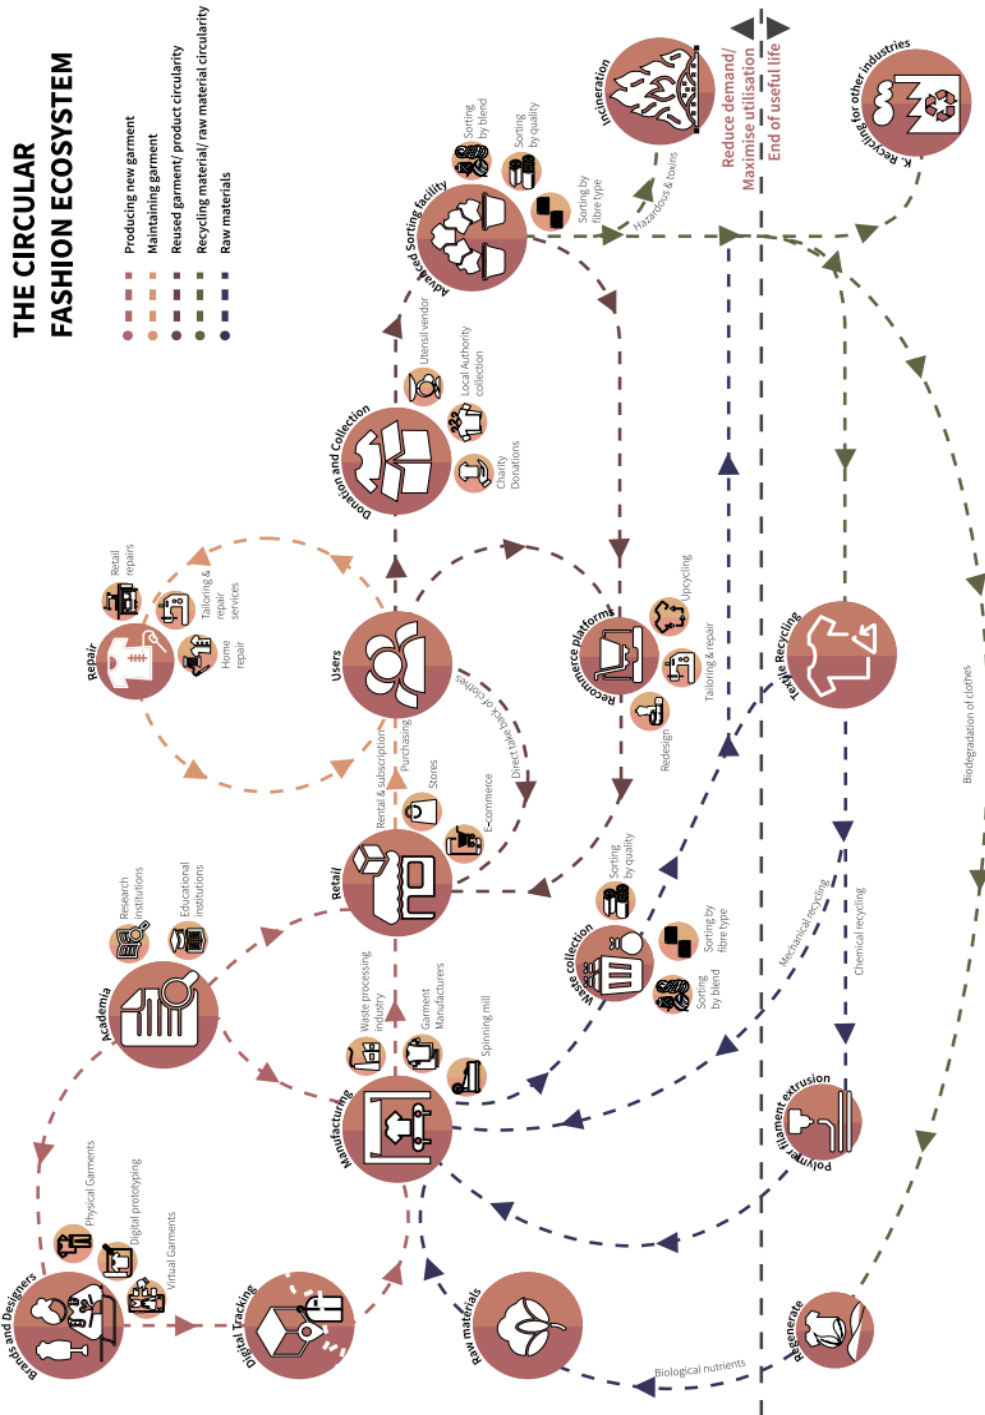 THE CIRCULAR
FASHION ECOSYSTEM
Producing new garment
Maintaining garment
Reused garment/ product circularity
Recycling material/ raw material circularity
Raw materials
Brands and Designers
Physical Garments
Digital prototyping
Virtual Garments
Academia
Research
institutions
Educational
institutions
Repair
Retail
repairs
Tailoring &
repair
services
Home
repair
Digital Tracking
Manufacturing
Waste processing
industry
Garment
Manufacturers
Spinning mill
Retail
Rental & subscription
Purchasing
Stores
E-commerce
Users
Direct take back of clothes
Donation and Collection
Utensil vendor
Local Authority
collection
Charity
Donations
Advanced Sorting facility
Sorting
by blend
Sorting
by quality
Sorting by
fibre type
Hazardous & toxins
Incineration
Raw materials
Waste collection
Sorting
by quality
Sorting by
fibre type
Sorting
by blend
Recommerce platforms
Upcycling
Tailoring & repair
Redesign
Reduce demand/
Maximise utilisation
End of useful life
Biological nutrients
Regenerate
Polymer filament extrusion
Mechanical recycling
Chemical recycling
Textile Recycling
K. Recycling for other industries
Biodegradation of clothes